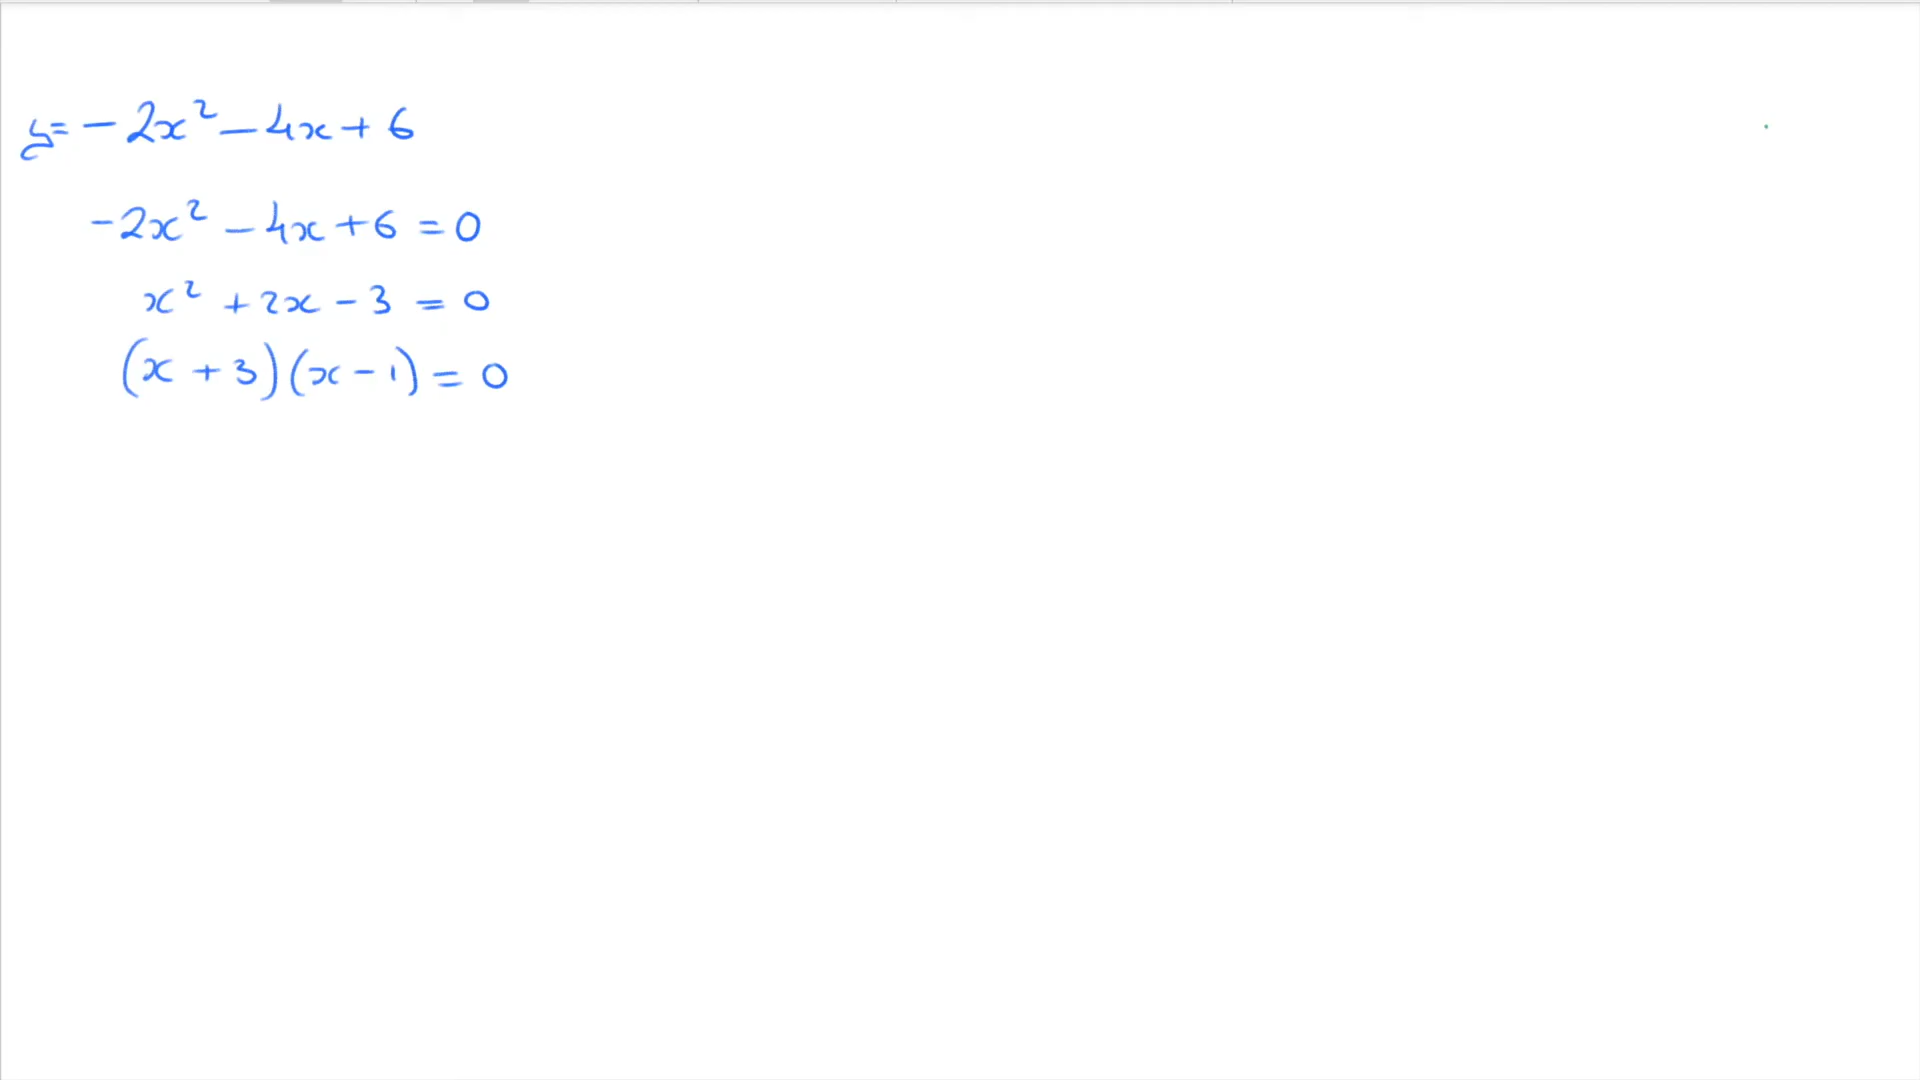 y = -2x² - 4x + 6
-2x² - 4x + 6 = 0
x² + 2x - 3 = 0
(x + 3)(x - 1) = 0